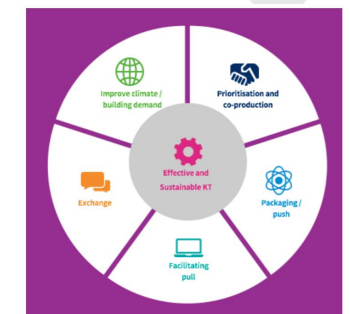 Improve climate /
building demand
Prioritisation and
co-production
Effective and
Sustainable KT
Exchange
Packaging /
push
Facilitating
pull